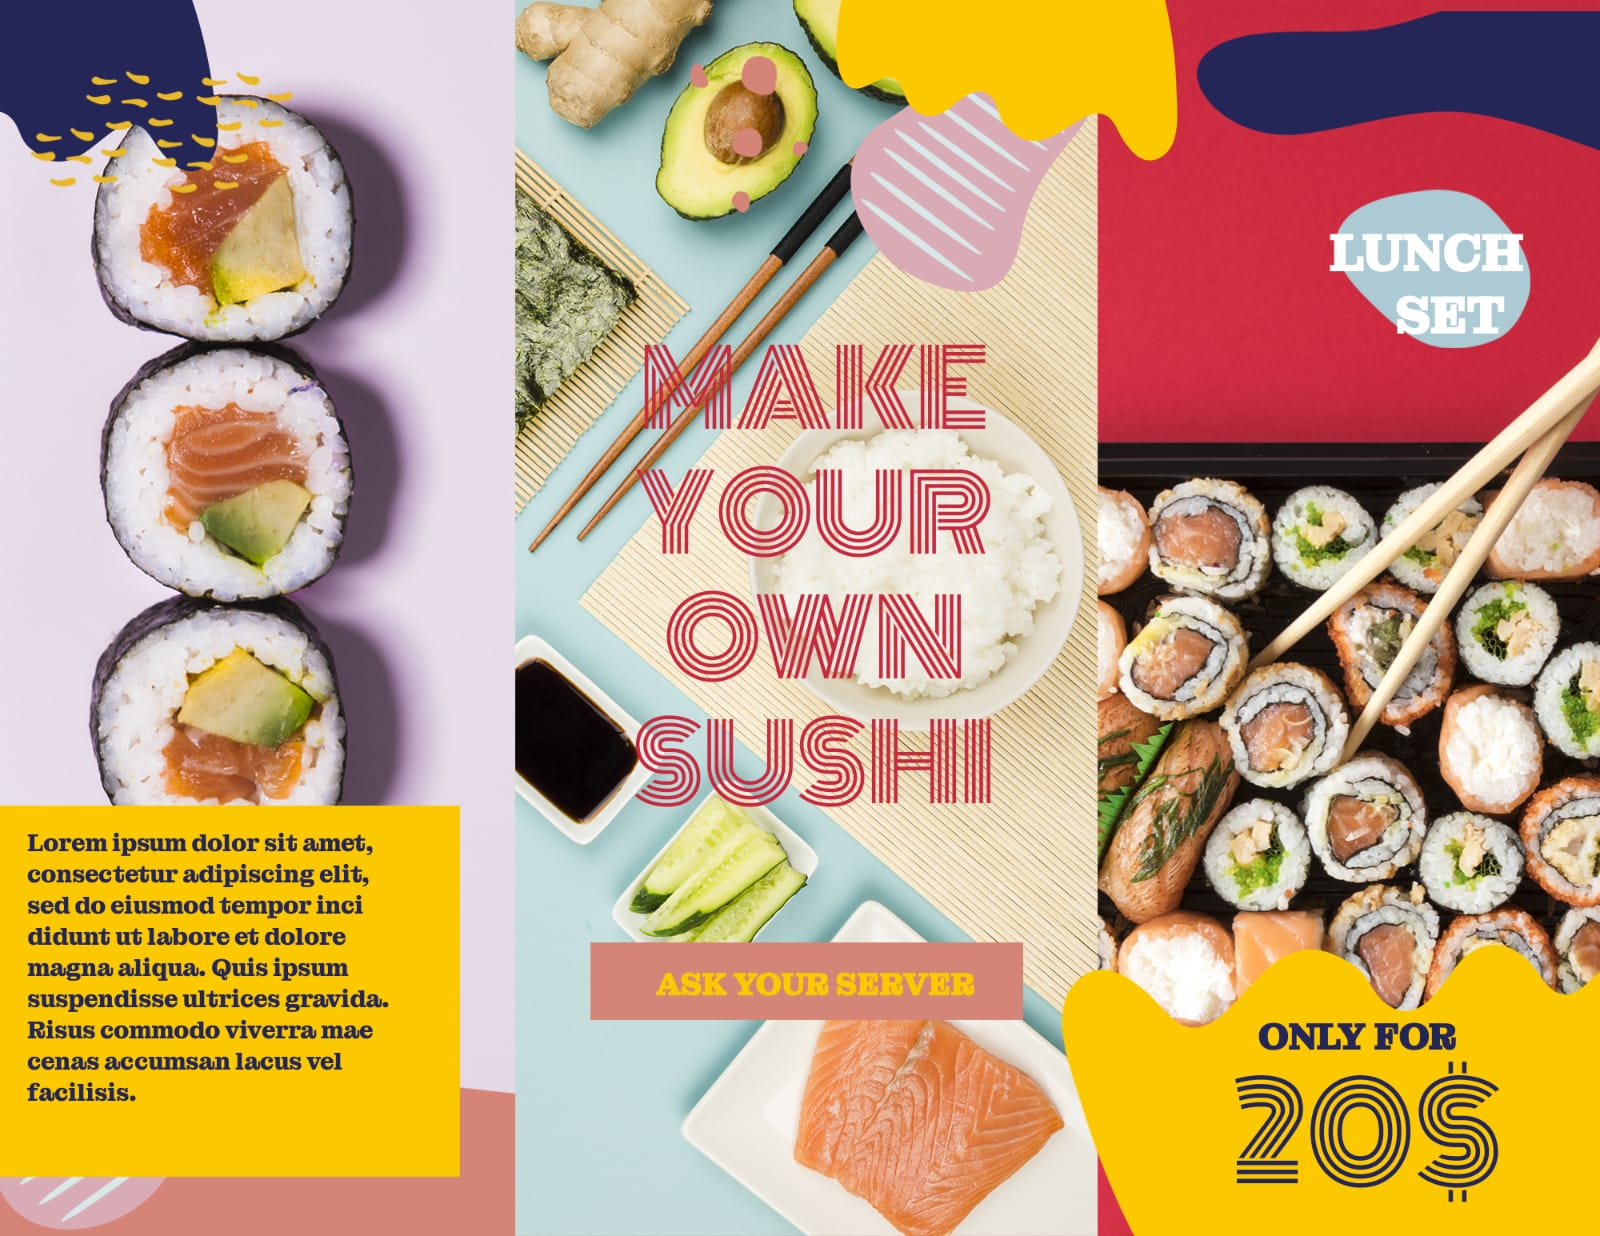 Lorem ipsum dolor sit amet,
consectetur adipiscing elit,
sed do eiusmod tempor inci
didunt ut labore et dolore
magna aliqua. Quis ipsum
suspendisse ultrices gravida.
Risus commodo viverra mae
cenas accumsan lacus vel
facilisis.
MAKE
YOUR
OWN
SUSHI
ASK YOUR SERVER
LUNCH
SET
ONLY FOR
20$